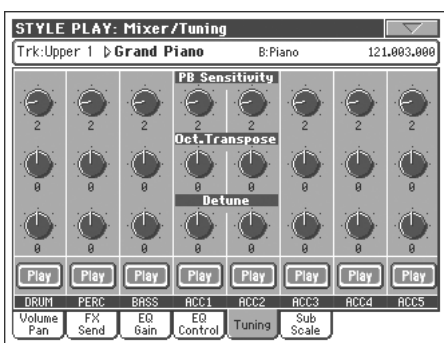 STYLE PLAY: Mixer/Tuning
Trk:Upper 1 Grand Piano B:Piano 121.003.000
PB Sensitivity
2 2 2 2 2 2 2 2
Oct.Transpose
0 0 0 0 0 0 0 0
Detune
0 0 0 0 0 0 0 0
Play Play Play Play Play Play Play Play
DRUM PERC BASS ACC1 ACC2 ACC3 ACC4 ACC5
Volume FX EQ EQ Tuning Sub
Pan Send Gain Control Scale